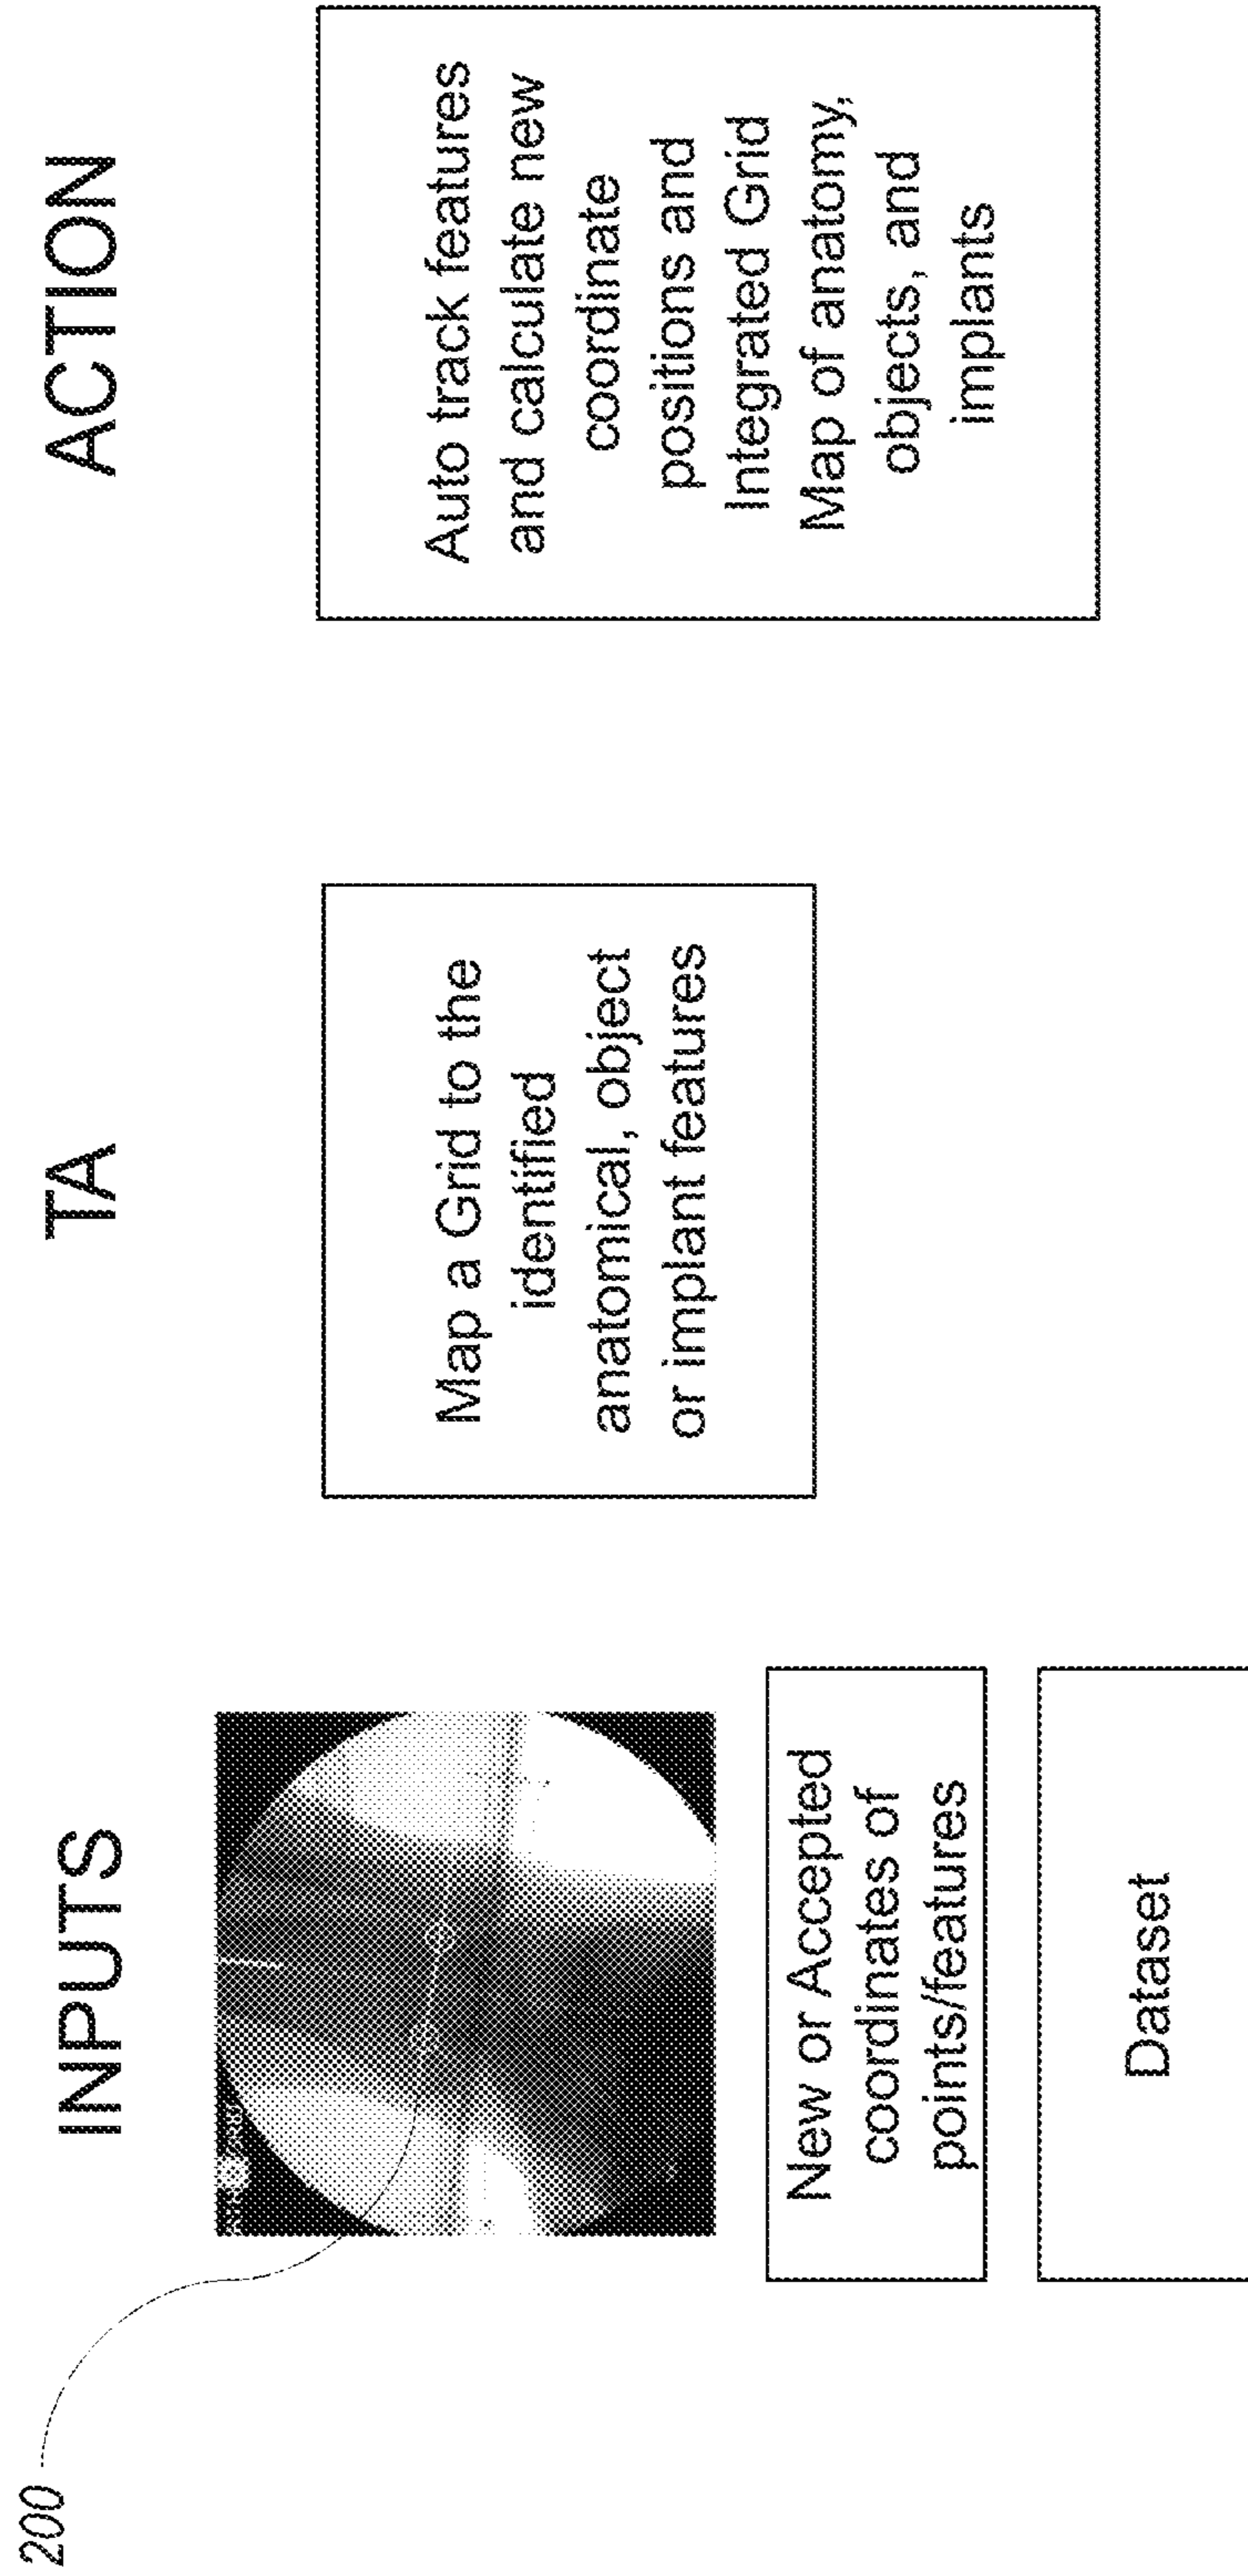 200
INPUTS
New or Accepted
coordinates of
points/features
Dataset
TA
Map a Grid to the
identified
anatomical, object
or implant features
ACTION
Auto track features
and calculate new
coordinate
positions and
Integrated Grid
Map of anatomy,
objects, and
implants